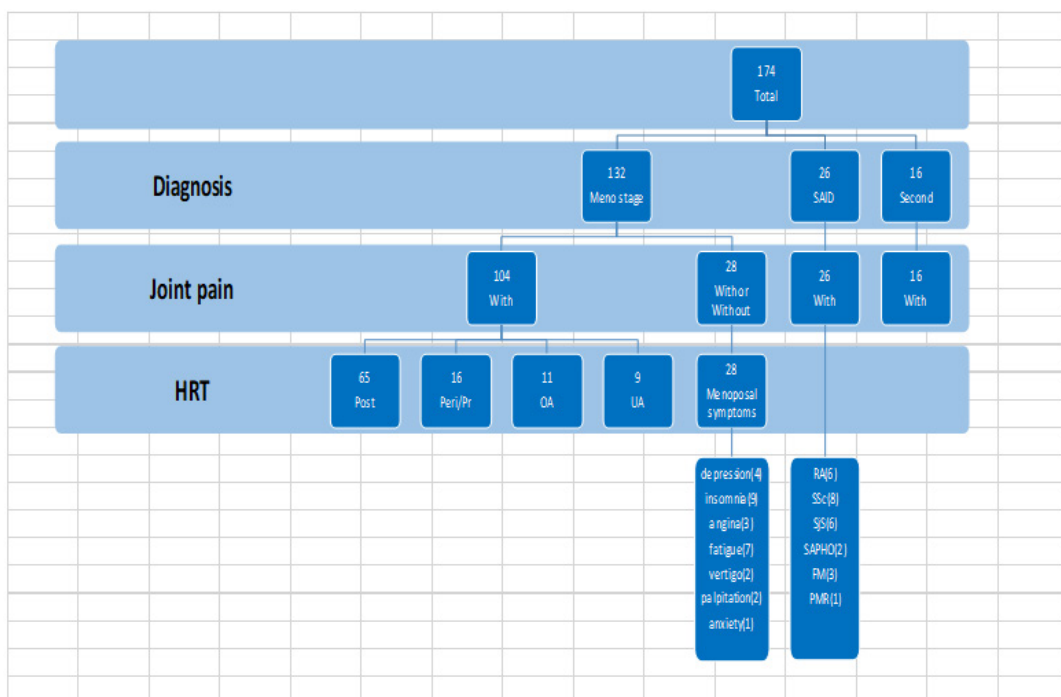 174
Total
Diagnosis
132
Meno stage
26
SAID
16
Second
Joint pain
104
With
28
With or
Without
26
With
16
With
HRT
65
Post
16
Peri/Pr
11
OA
9
UA
28
Menoposal
symptoms
depression(4)
insomnia(9)
angina(3)
fatigue(7)
vertigo(2)
palpitation(2)
anxiety(1)
RA(6)
SSc(8)
SjS(6)
SAPHO(2)
FM(3)
PMR(1)